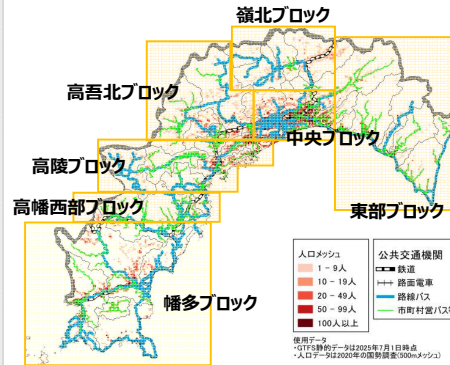 嶺北ブロック
高吾北ブロック
中央ブロック
高陵ブロック
高幡西部ブロック
東部ブロック
幡多ブロック
人口メッシュ
1 - 9人
10 - 19人
20 - 49人
50 - 99人
100人以上
公共交通機関
鉄道
路面電車
路線バス
市町村営バス等
使用データ
・GTFS静的データは2025年7月1日時点
・人口データは2020年の国勢調査(500mメッシュ)